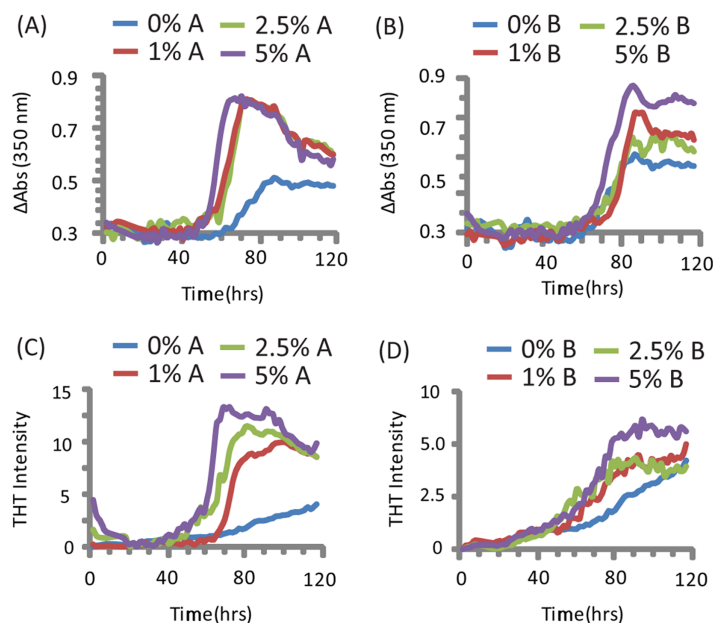 (A)
0% A
2.5% A
1% A
5% A
ΔAbs(350 nm)
0.9
0.7
0.5
0.3
0
40
80
120
Time(hrs)
(B)
0% B
2.5% B
1% B
5% B
ΔAbs(350 nm)
0.9
0.7
0.5
0.3
0
40
80
120
Time(hrs)
(C)
0% A
2.5% A
1% A
5% A
THT Intensity
15
10
5
0
0
40
80
120
Time(hrs)
(D)
0% B
2.5% B
1% B
5% B
THT Intensity
10
5.0
2.5
0
0
40
80
120
Time(hrs)